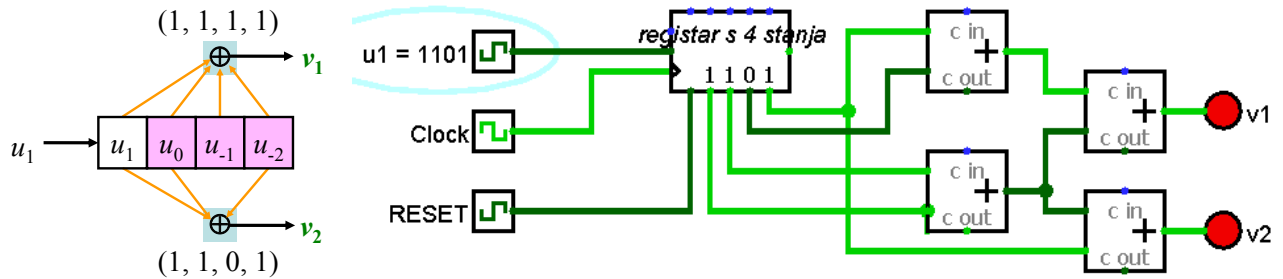 (1, 1, 1, 1)
v₁
u₁
u₁ u₀ u₋₁ u₋₂
v₂
(1, 1, 0, 1)
registar s 4 stanja
u1 = 1101
1 1 0 1
Clock
RESET
c in
+
c out
c in
+
c out
v1
c in
+
c out
c in
+
c out
v2